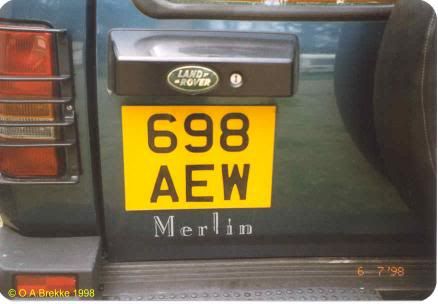 LAND-
ROVER
698
AEW
Merlin
6 7'98
© O A Brekke 1998